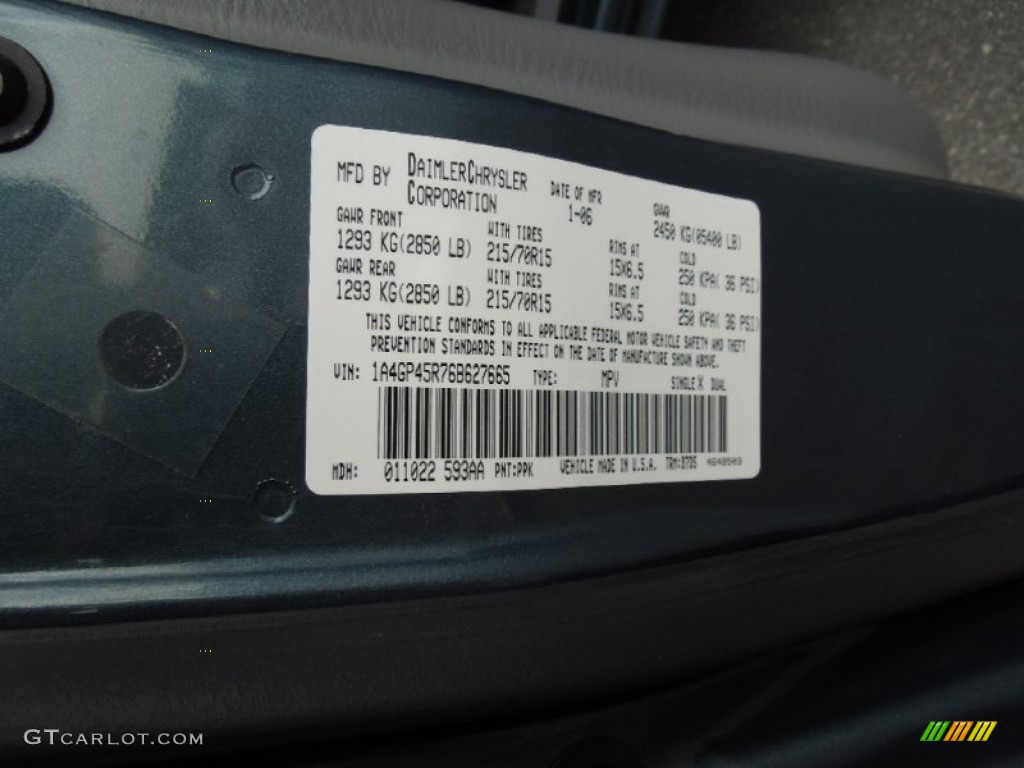 MFD BY DAIMLERCHRYSLER CORPORATION DATE OF MFR 1-06 GVWR 2450 KG(05400 LB)
GAWR FRONT WITH TIRES RIMS AT COLD
1293 KG(2850 LB) 215/70R15 15X6.5 250 KPA( 36 PSI)
GAWR REAR WITH TIRES RIMS AT COLD
1293 KG(2850 LB) 215/70R15 15X6.5 250 KPA( 36 PSI)
THIS VEHICLE CONFORMS TO ALL APPLICABLE FEDERAL MOTOR VEHICLE SAFETY AND THEFT
PREVENTION STANDARDS IN EFFECT ON THE DATE OF MANUFACTURE SHOWN ABOVE.
VIN: 1A4GP45R76B627665 TYPE: MPV SINGLE X DUAL
MDH: 011022 593AA PNT:PPK VEHICLE MADE IN U.S.A.
GTCARLOT.COM